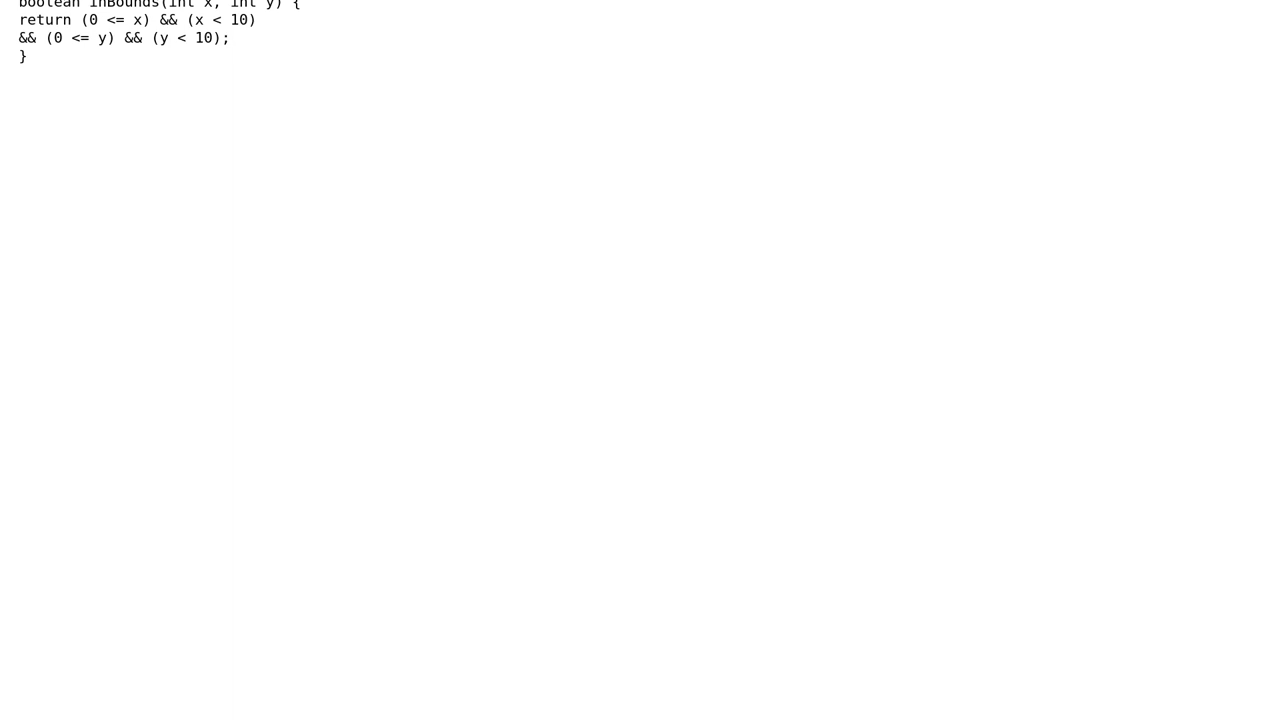 boolean inBounds(int x, int y) {
return (0 <= x) && (x < 10)
&& (0 <= y) && (y < 10);
}